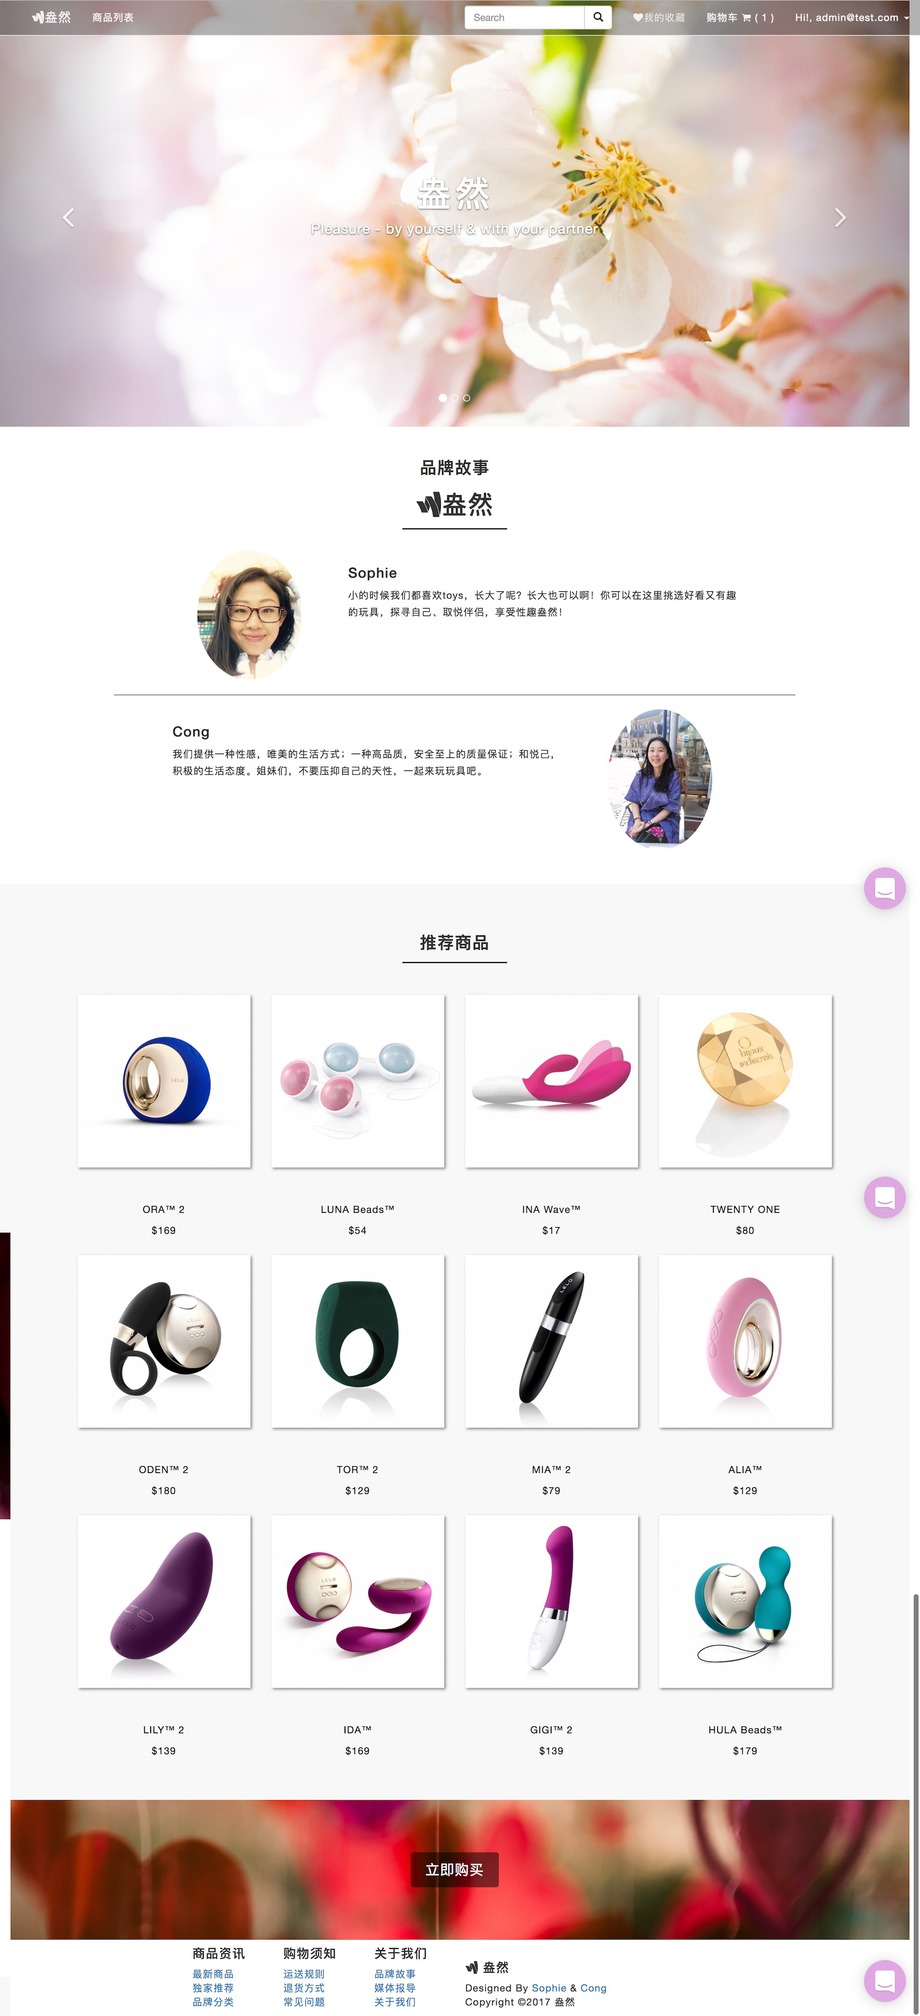 盎然
商品列表
Search
我的收藏
购物车 ( 1 )
Hi!, admin@test.com
盎然
Pleasure - by yourself & with your partner
品牌故事
盎然
Sophie
小的时候我们都喜欢toys，长大了呢？长大也可以啊！你可以在这里挑选好看又有趣
的玩具，探寻自己、取悦伴侣，享受性趣盎然！
Cong
我们提供一种性感，唯美的生活方式；一种高品质，安全至上的质量保证；和悦己，
积极的生活态度。姐妹们，不要压抑自己的天性，一起来玩玩具吧。
推荐商品
LELO
bijoux
indiscrets
ORA™ 2
LUNA Beads™
INA Wave™
TWENTY ONE
$169
$54
$17
$80
LELO
LELO
ODEN™ 2
TOR™ 2
MIA™ 2
ALIA™
$180
$129
$79
$129
LELO
LELO
LILY™ 2
IDA™
GIGI™ 2
HULA Beads™
$139
$169
$139
$179
立即购买
商品资讯
最新商品
独家推荐
品牌分类
购物须知
运送规则
退货方式
常见问题
关于我们
品牌故事
媒体报导
关于我们
盎然
Designed By Sophie & Cong
Copyright ©2017 盎然